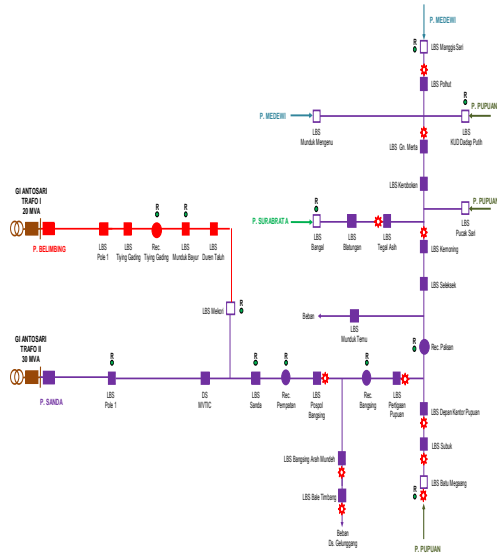 P. MEDEWI
R
LBS
Manggis Sari
LBS Polhut
P. MEDEWI
LBS
Munduk Mengenu
R
P. PUPUAN
LBS
KUD Dadap Putih
LBS Gn. Merta
LBS Kerobokan
P. PUPUAN
LBS
Pucak Sari
GI ANTOSARI
TRAFO I
20 MVA
P. BELIMBING
LBS
Pole 1
LBS
Tiying Gading
R
Rec.
Tiying Gading
R
LBS
Munduk Bayur
LBS
Duren Taluh
P. SURABRATA
R
LBS
Bangal
LBS
Blatungan
LBS
Tegal Asih
LBS Kemoning
LBS Selakaek
LBS Mekori
R
Beban
LBS
Munduk Temu
R
Rec. Palisan
GI ANTOSARI
TRAFO II
30 MVA
P. SANDA
R
LBS
Pole 1
DS
MVTIC
R
LBS
Sanda
R
Rec.
Pempatan
LBS
Pospol
Bangsing
R
Rec.
Bangsing
LBS
Pertigaan
Pupuan
LBS Depan Kantor Pupuan
LBS Subuk
LBS Bangsing Arah Mundeh
LBS Bale Timbang
Beban
Ds. Gelunggang
LBS Batu Megaang
R
P. PUPUAN